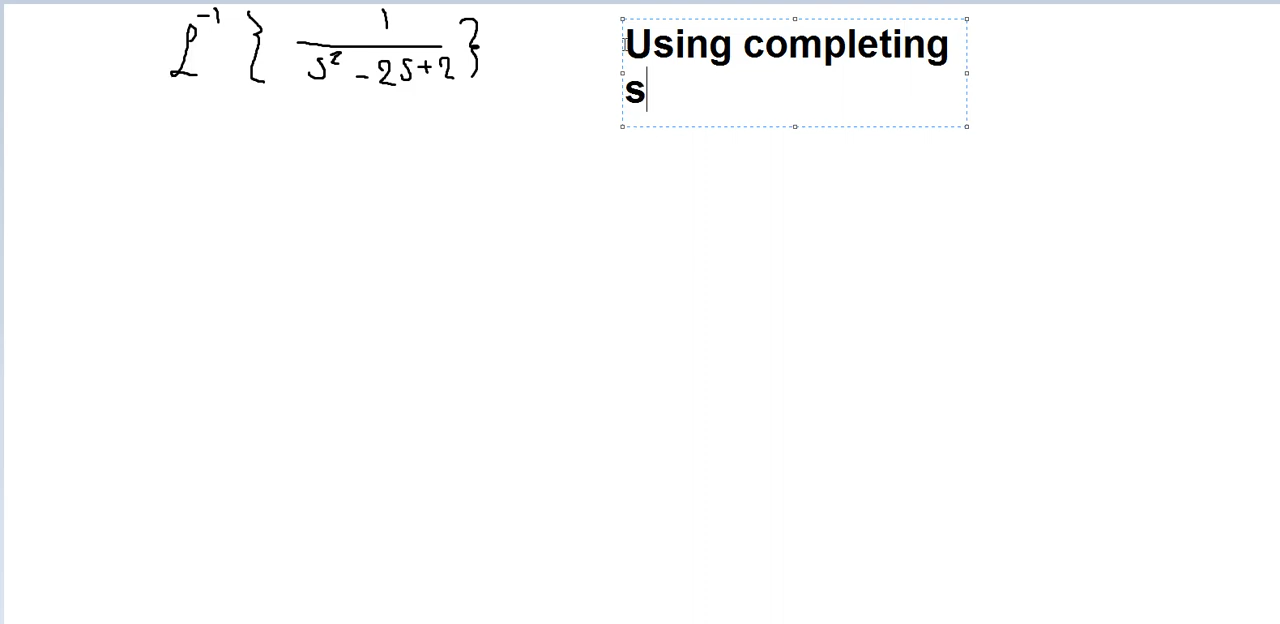 ℒ⁻¹ { 1 / (s² - 2s + 2) }
Using completing
s